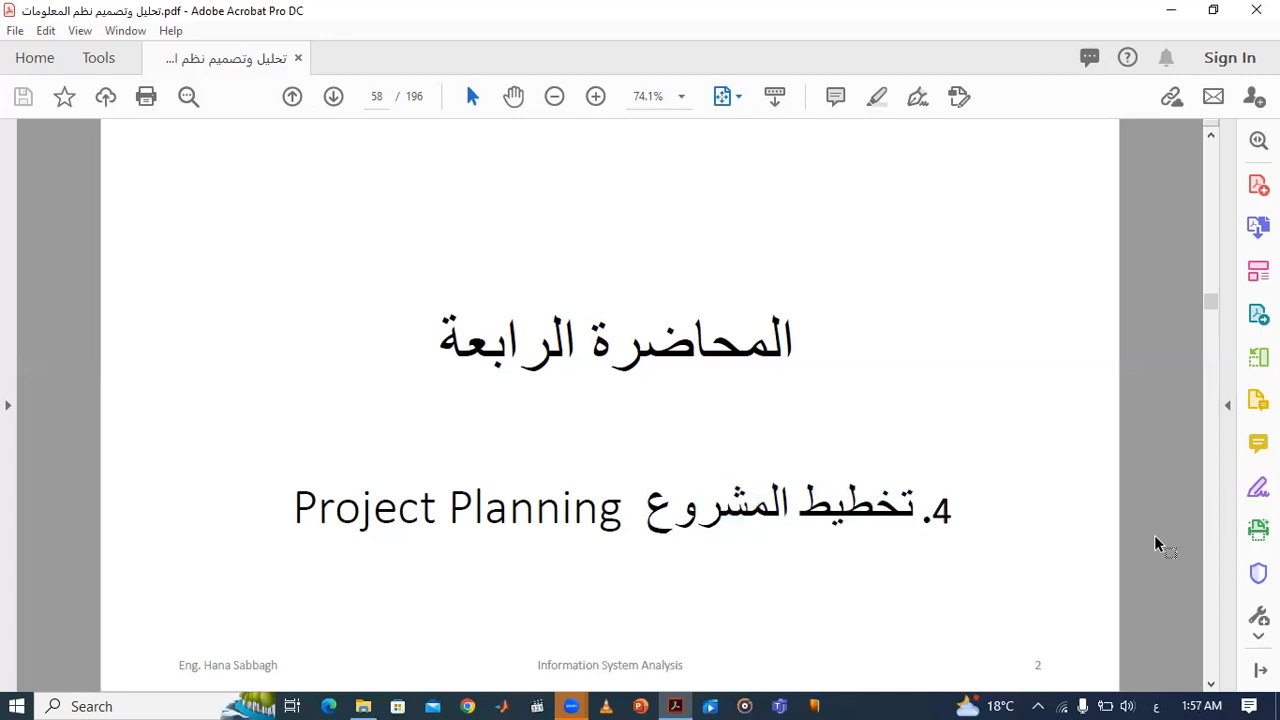 تحليل وتصميم نظم المعلومات.pdf - Adobe Acrobat Pro DC
File Edit View Window Help
Home Tools تحليل وتصميم نظم ا... × Sign In
58 / 196 74.1%
المحاضرة الرابعة
4. تخطيط المشروع Project Planning
Eng. Hana Sabbagh Information System Analysis 2
Search 18°C ع 1:57 AM